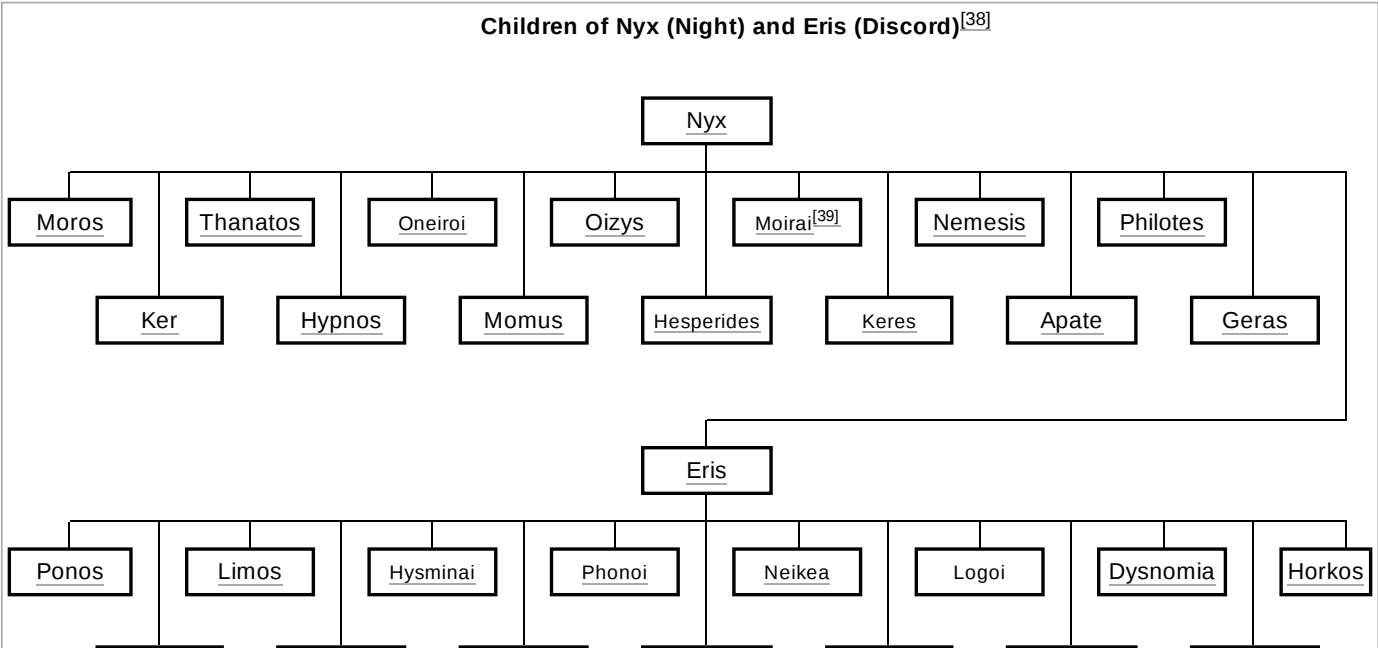 Children of Nyx (Night) and Eris (Discord)[38]
Nyx
Moros Thanatos Oneiroi Oizys Moirai[39] Nemesis Philotes
Ker Hypnos Momus Hesperides Keres Apate Geras
Eris
Ponos Limos Hysminai Phonoi Neikea Logoi Dysnomia Horkos